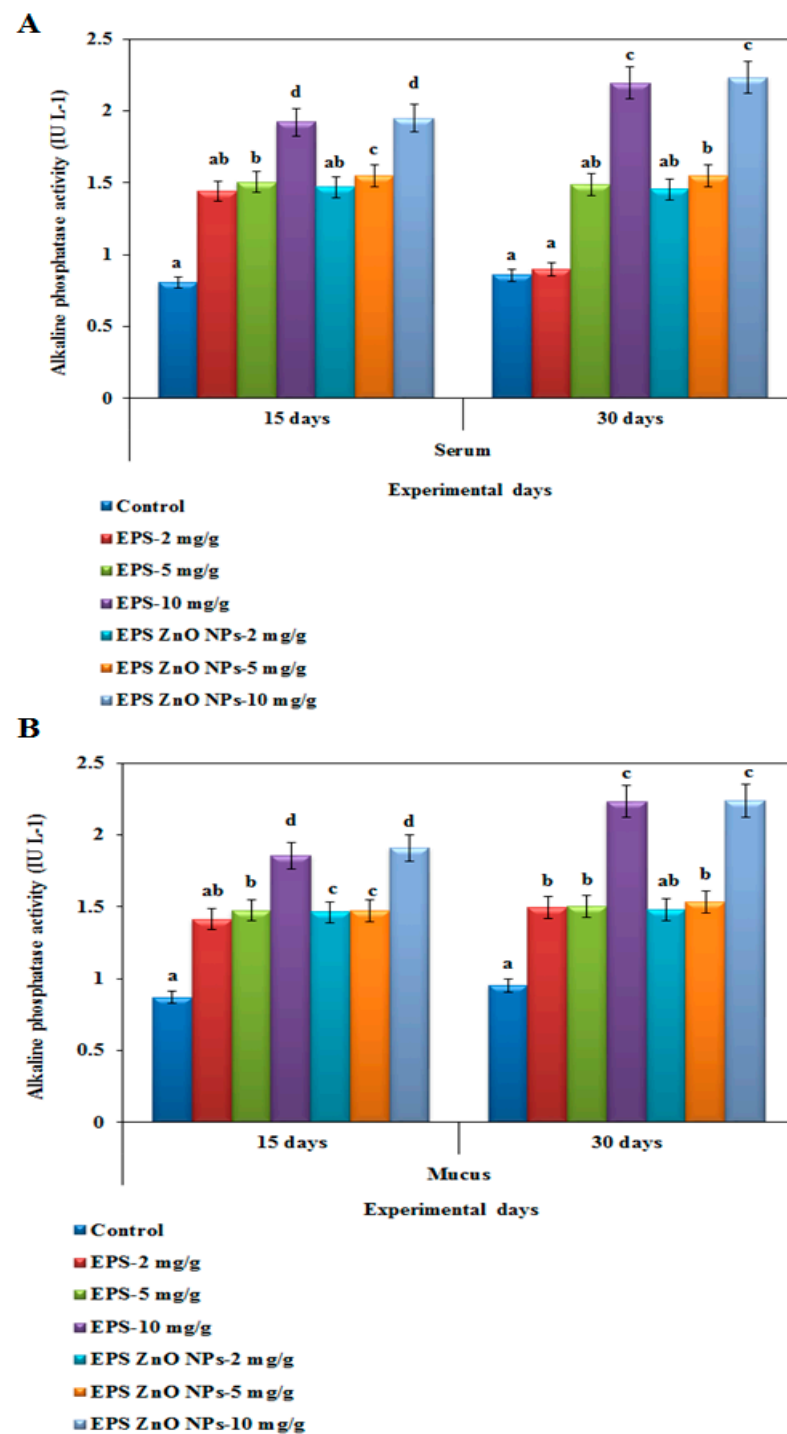 A
2.5
2
1.5
1
0.5
0
Alkaline phosphatase activity (IU L-1)
a
ab
b
d
ab
c
d
a
a
ab
c
ab
b
c
15 days
30 days
Serum
Experimental days
Control
EPS-2 mg/g
EPS-5 mg/g
EPS-10 mg/g
EPS ZnO NPs-2 mg/g
EPS ZnO NPs-5 mg/g
EPS ZnO NPs-10 mg/g
B
2.5
2
1.5
1
0.5
0
Alkaline phosphatase activity (IU L-1)
a
ab
b
d
c
c
d
a
b
b
c
ab
b
c
15 days
30 days
Mucus
Experimental days
Control
EPS-2 mg/g
EPS-5 mg/g
EPS-10 mg/g
EPS ZnO NPs-2 mg/g
EPS ZnO NPs-5 mg/g
EPS ZnO NPs-10 mg/g